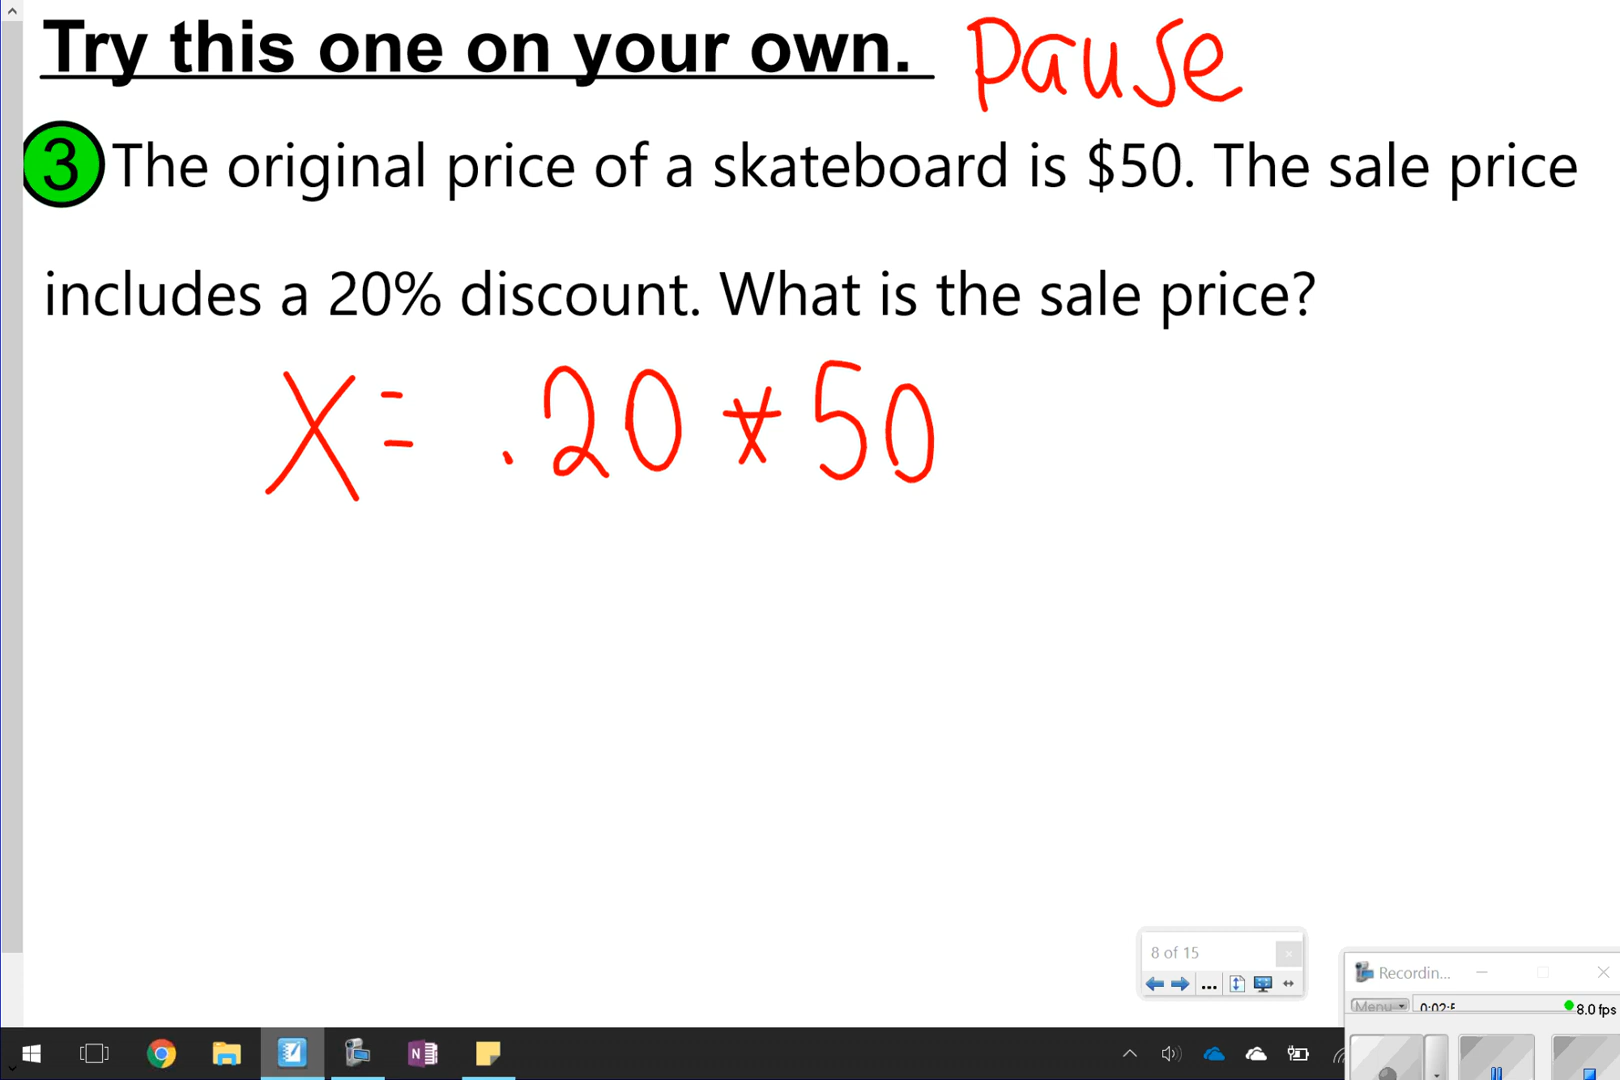 Try this one on your own. Pause
3 The original price of a skateboard is $50. The sale price
includes a 20% discount. What is the sale price?
X = .20 * 50
8 of 15
Recordin...
Menu
8.0 fps